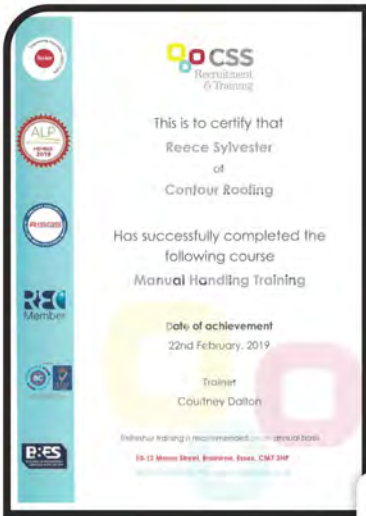 CSS
Recruitment
& Training
This is to certify that
Reece Sylvester
of
Contour Roofing
Has successfully completed the
following course
Manual Handling Training
Date of achievement
22nd February, 2019
Trainer
Courtney Dalton
Refresher training is recommended on an annual basis
ALP
MEMBER
RISQS
REC
Member